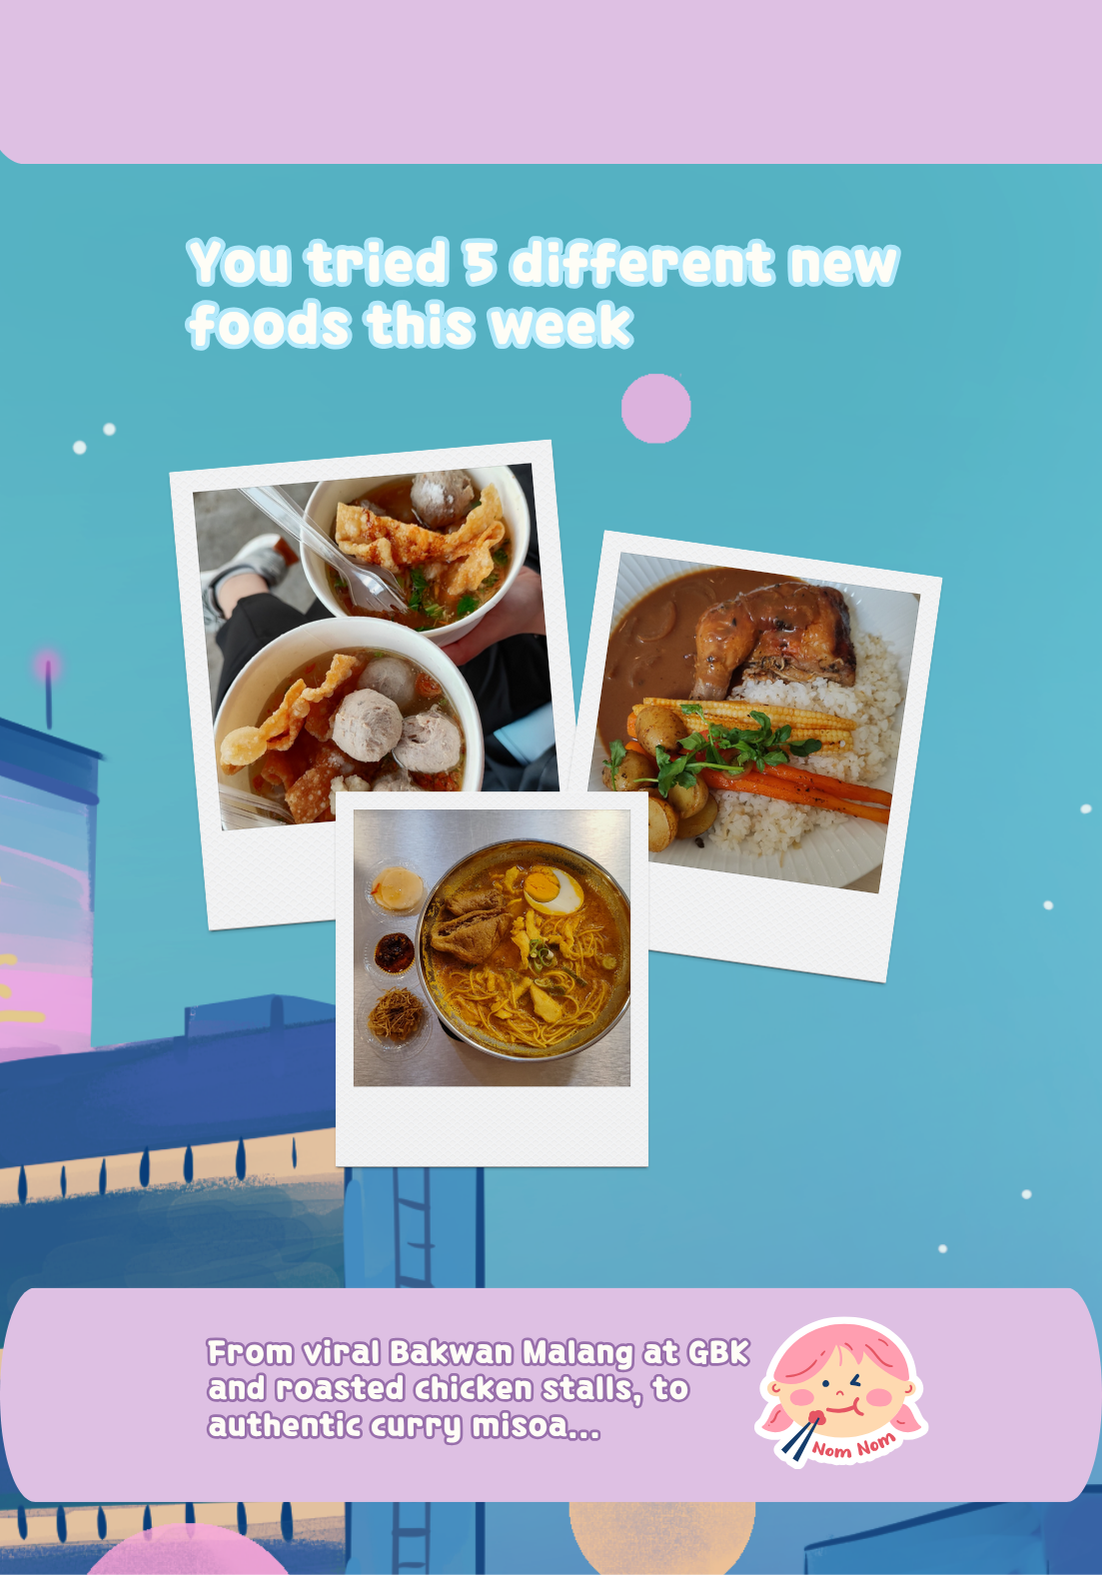 You tried 5 different new
foods this week
From viral Bakwan Malang at GBK
and roasted chicken stalls, to
authentic curry misoa...
Nom Nom